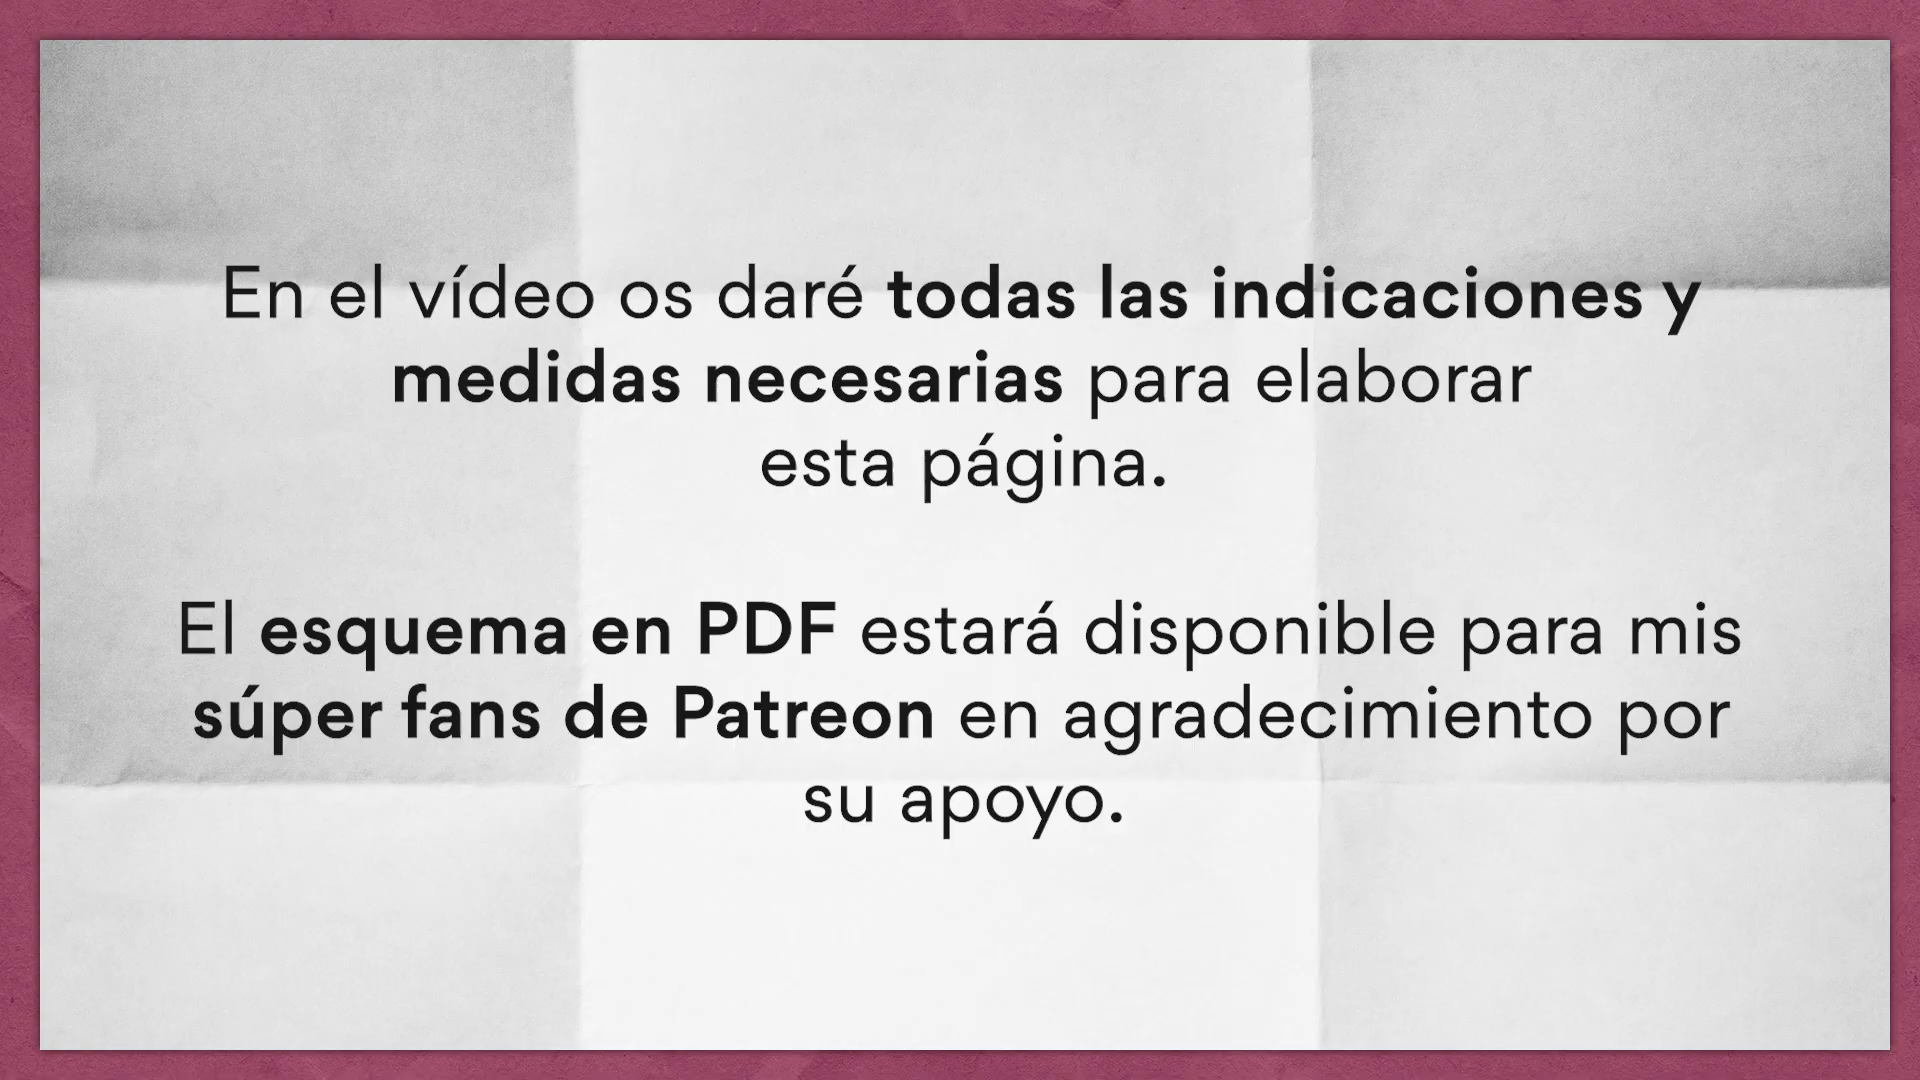 En el vídeo os daré todas las indicaciones y
medidas necesarias para elaborar
esta página.
El esquema en PDF estará disponible para mis
súper fans de Patreon en agradecimiento por
su apoyo.